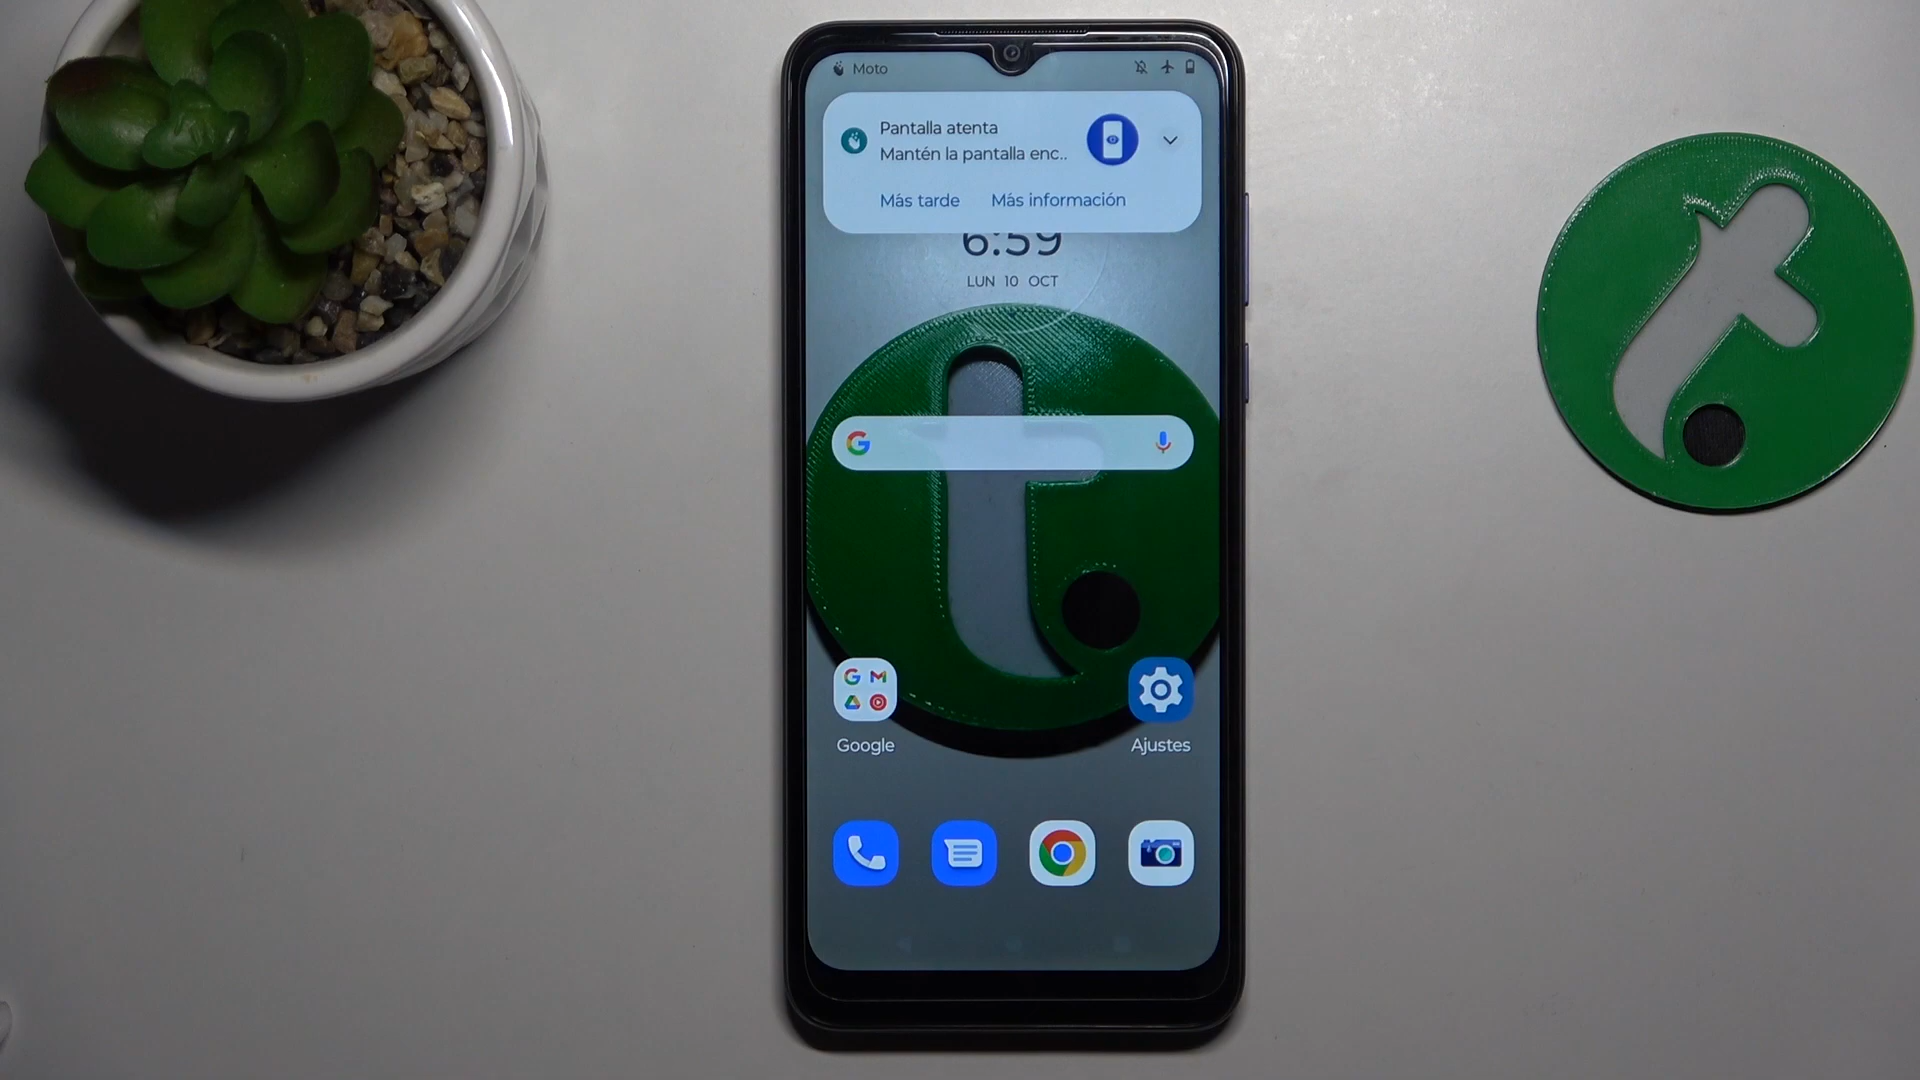 Moto
Pantalla atenta
Mantén la pantalla enc..
Más tarde Más información
6:59
LUN 10 OCT
Google
Ajustes